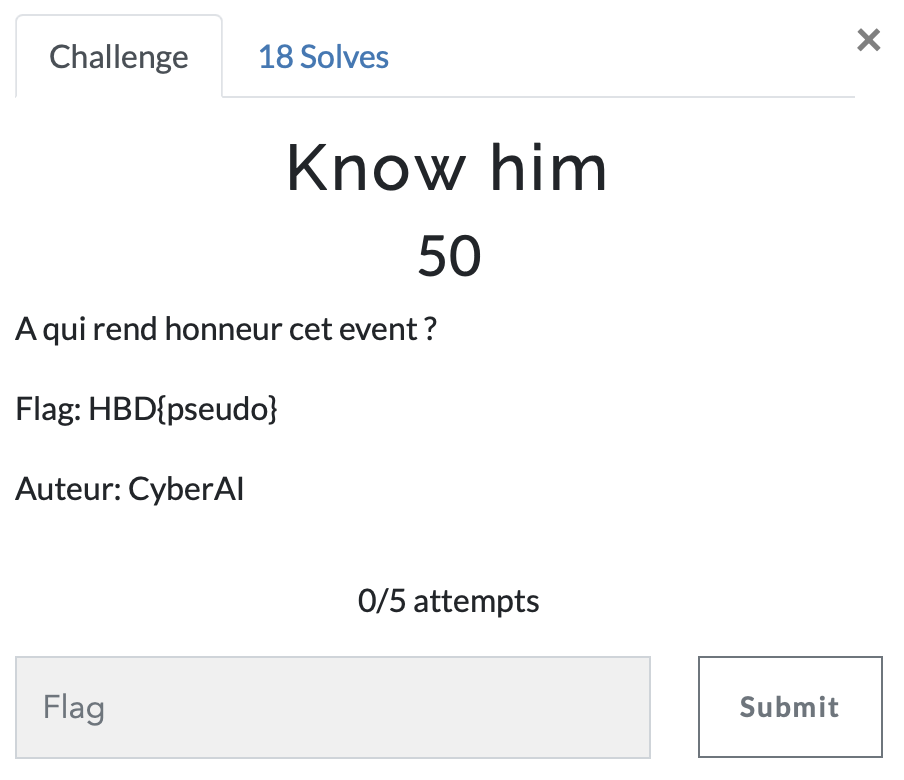 Challenge
18 Solves
×
Know him
50
A qui rend honneur cet event ?
Flag: HBD{pseudo}
Auteur: CyberAI
0/5 attempts
Flag
Submit